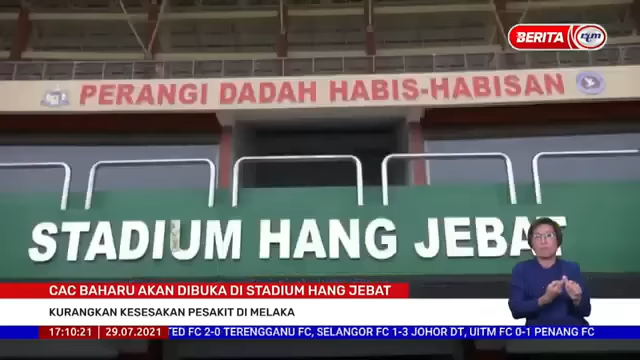 BERITA rtm
PERANGI DADAH HABIS-HABISAN
STADIUM HANG JEBAT
CAC BAHARU AKAN DIBUKA DI STADIUM HANG JEBAT
KURANGKAN KESESAKAN PESAKIT DI MELAKA
17:10:21 29.07.2021 TED FC 2-0 TERENGGANU FC, SELANGOR FC 1-3 JOHOR DT, UITM FC 0-1 PENANG FC/